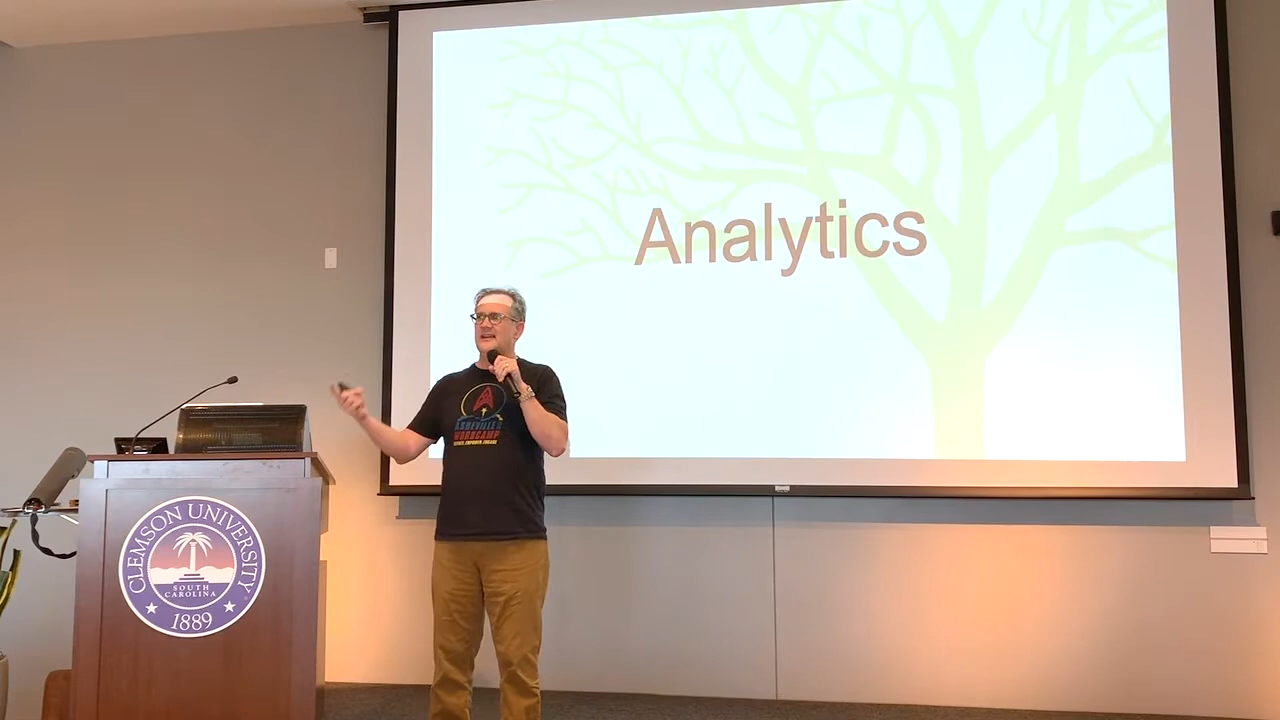 Analytics
ASHEVILLE
WORDCAMP
CLEMSON UNIVERSITY
SOUTH
CAROLINA
1889